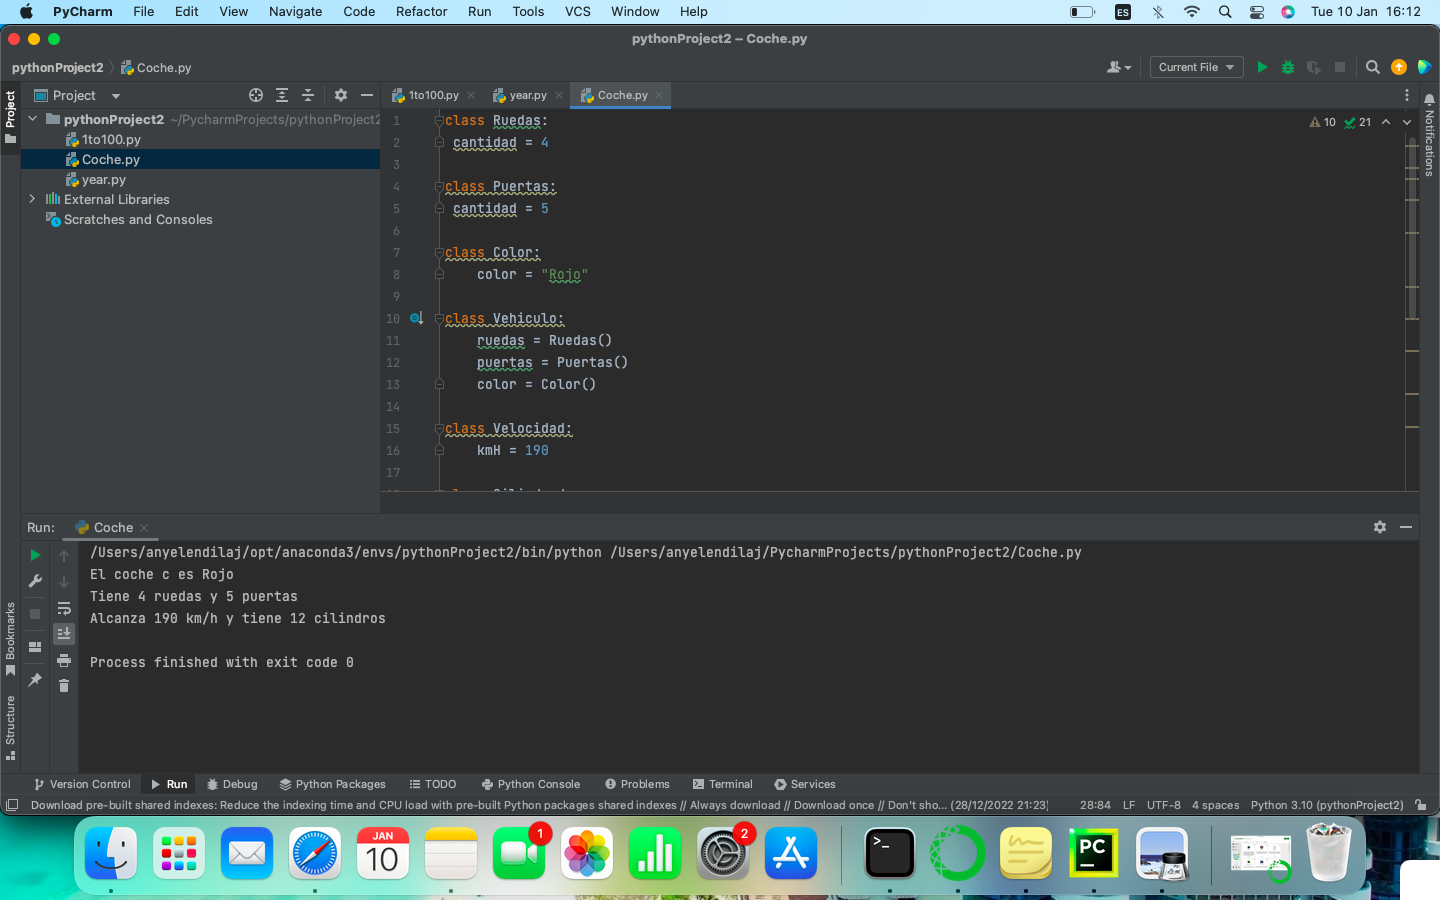 PyCharm File Edit View Navigate Code Refactor Run Tools VCS Window Help ES Tue 10 Jan 16:12
pythonProject2 – Coche.py
pythonProject2 Coche.py Current File
Project 1to100.py year.py Coche.py
Project
pythonProject2 ~/PycharmProjects/pythonProject2
1to100.py
Coche.py
year.py
External Libraries
Scratches and Consoles
10 21
Notifications
1 class Ruedas:
2 cantidad = 4
3
4 class Puertas:
5 cantidad = 5
6
7 class Color:
8 color = "Rojo"
9
10 class Vehiculo:
11 ruedas = Ruedas()
12 puertas = Puertas()
13 color = Color()
14
15 class Velocidad:
16 kmH = 190
17
Run: Coche
/Users/anyelendilaj/opt/anaconda3/envs/pythonProject2/bin/python /Users/anyelendilaj/PycharmProjects/pythonProject2/Coche.py
El coche c es Rojo
Tiene 4 ruedas y 5 puertas
Alcanza 190 km/h y tiene 12 cilindros
Process finished with exit code 0
Bookmarks
Structure
Version Control Run Debug Python Packages TODO Python Console Problems Terminal Services
Download pre-built shared indexes: Reduce the indexing time and CPU load with pre-built Python packages shared indexes // Always download // Download once // Don't sho... (28/12/2022 21:23) 28:84 LF UTF-8 4 spaces Python 3.10 (pythonProject2)
JAN
10
1
2
>_
PC